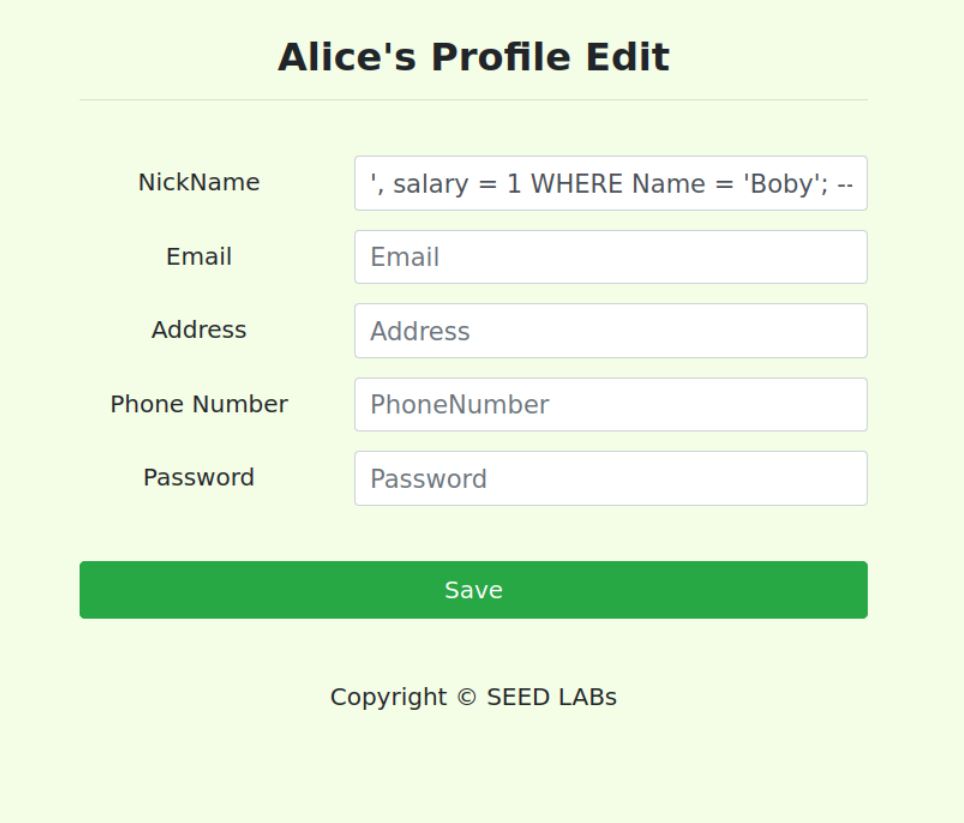 Alice's Profile Edit
NickName
', salary = 1 WHERE Name = 'Boby'; --
Email
Email
Address
Address
Phone Number
PhoneNumber
Password
Password
Save
Copyright © SEED LABs